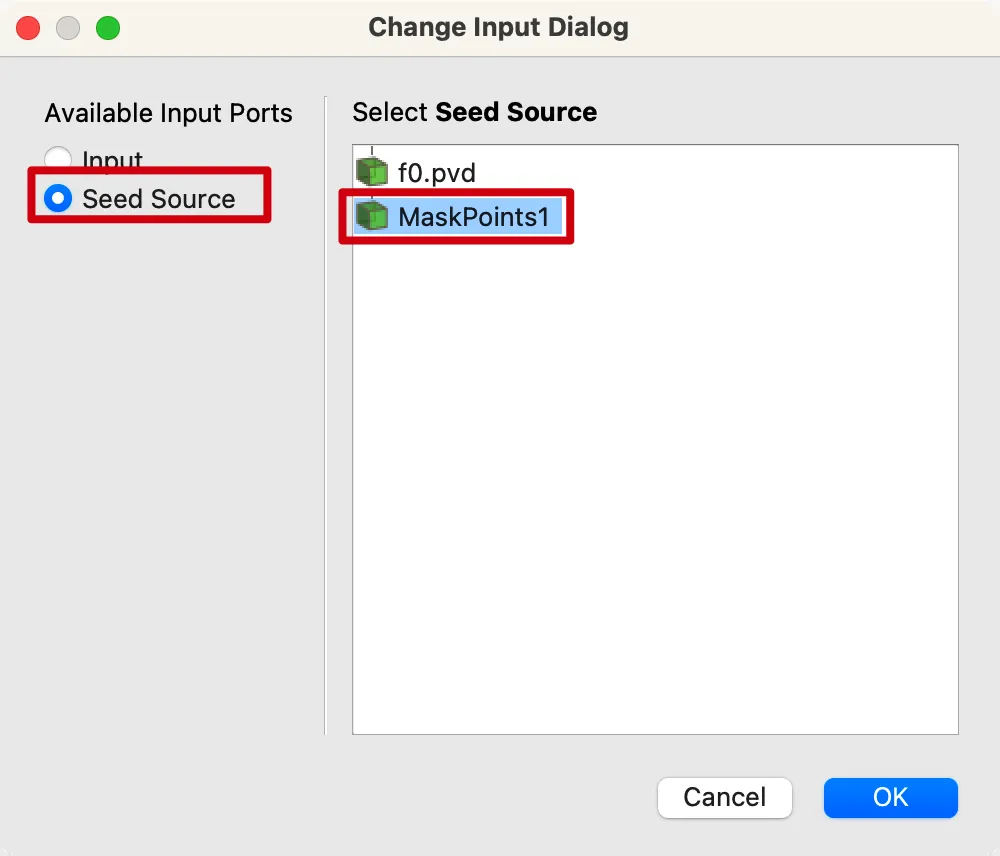 Change Input Dialog
Available Input Ports
Input
Seed Source
Select Seed Source
f0.pvd
MaskPoints1
Cancel
OK